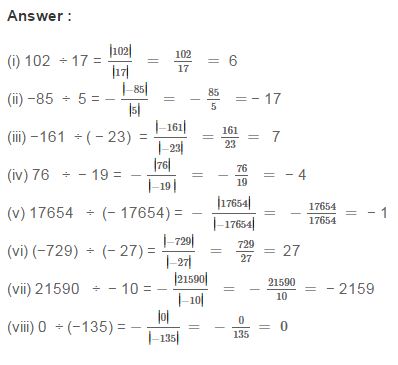 Answer :
(i) 102 ÷ 17 = |102|/|17| = 102/17 = 6
(ii) −85 ÷ 5 = − |−85|/|5| = − 85/5 = − 17
(iii) −161 ÷ ( − 23) = |−161|/|−23| = 161/23 = 7
(iv) 76 ÷ − 19 = − |76|/|−19| = − 76/19 = − 4
(v) 17654 ÷ (− 17654) = − |17654|/|−17654| = − 17654/17654 = − 1
(vi) (−729) ÷ (− 27) = |−729|/|−27| = 729/27 = 27
(vii) 21590 ÷ − 10 = − |21590|/|−10| = − 21590/10 = − 2159
(viii) 0 ÷ (−135) = − |0|/|−135| = − 0/135 = 0